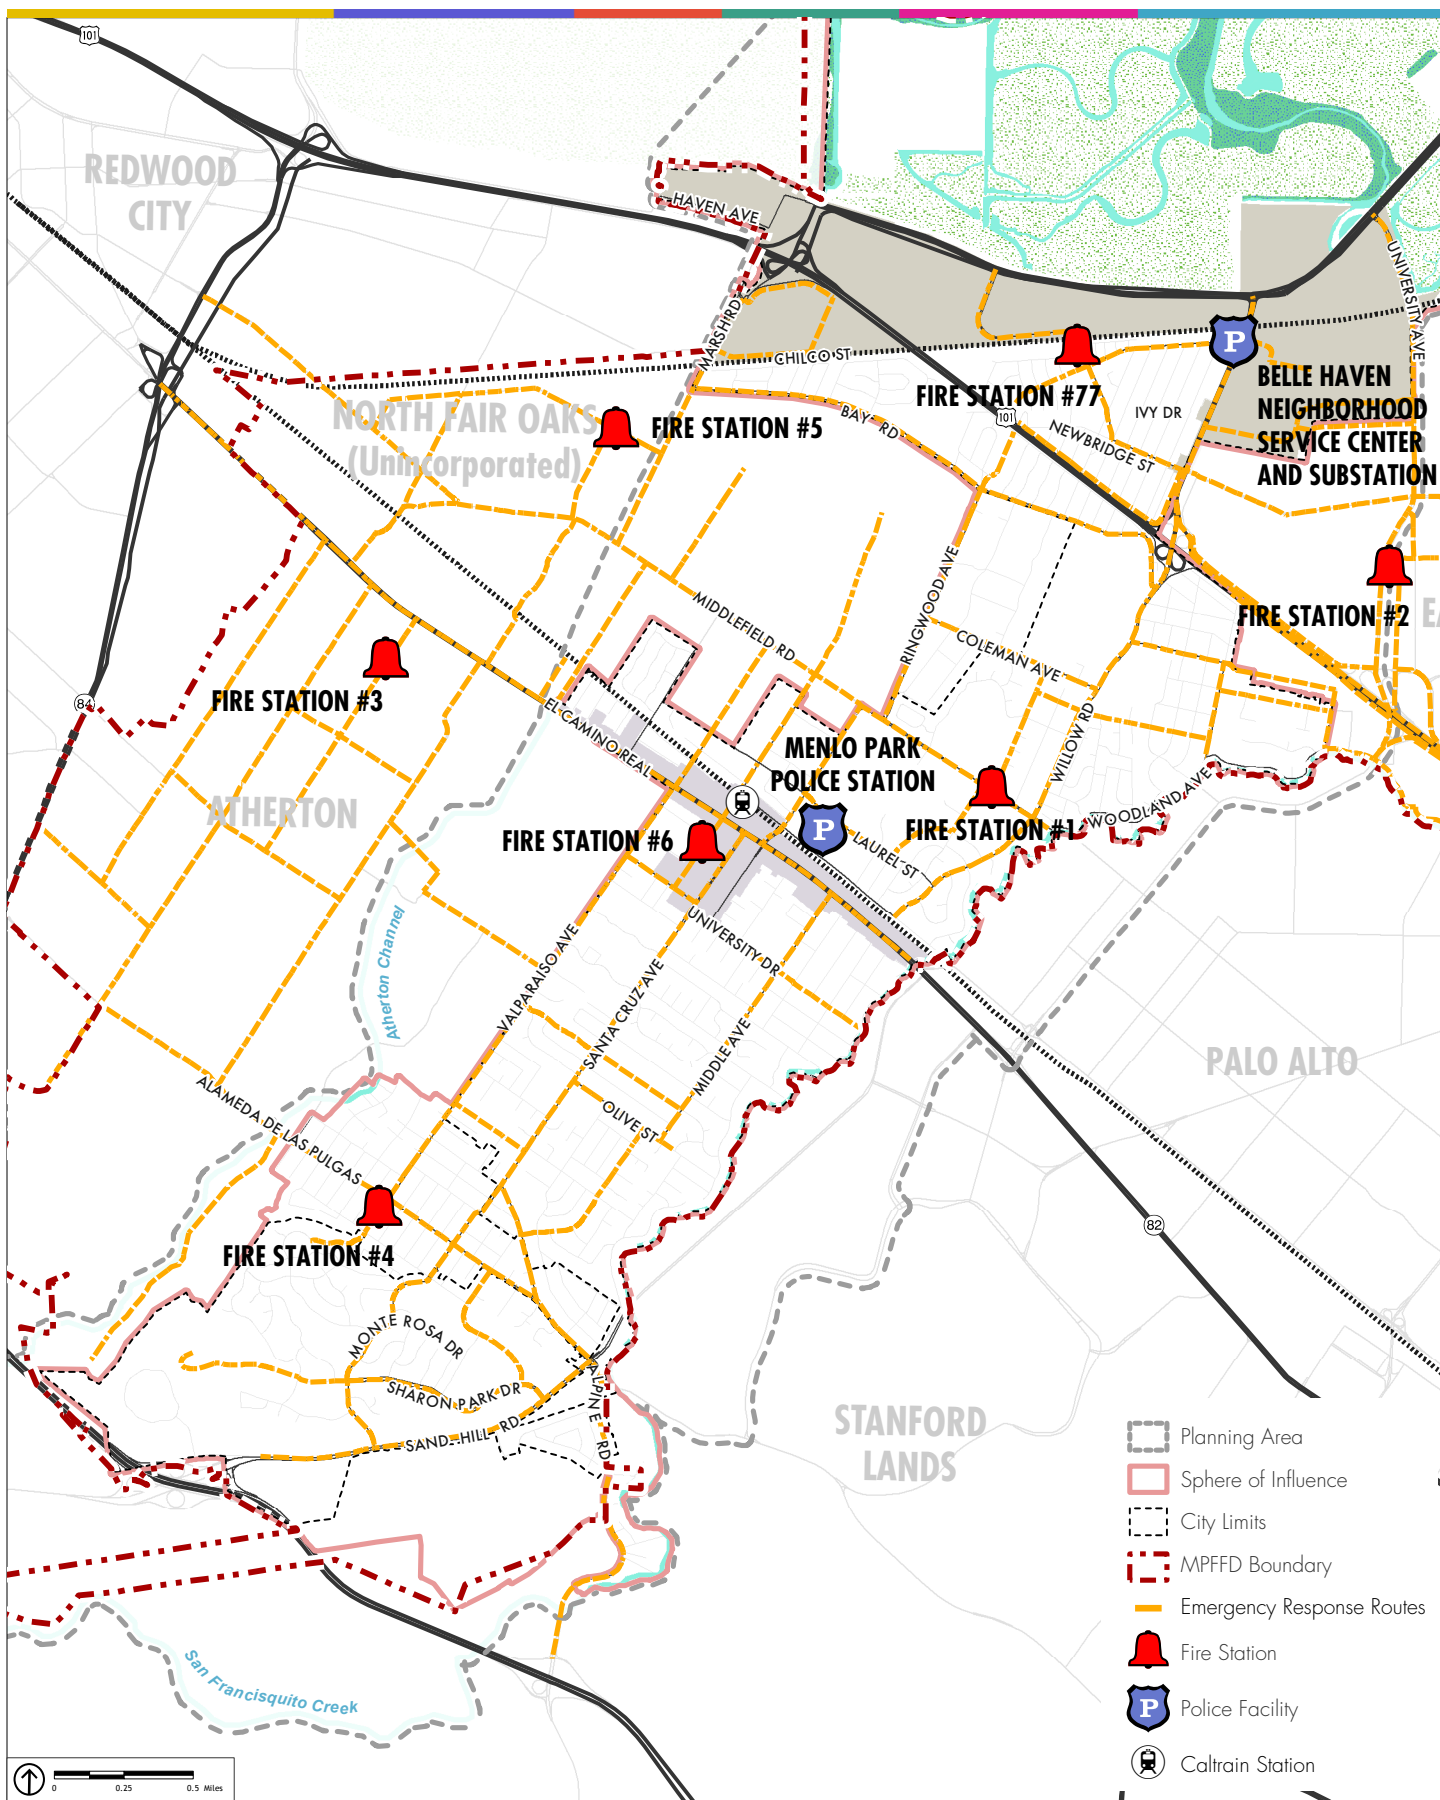 101
REDWOOD
CITY
HAVEN AVE
UNIVERSITY AVE
MARSH RD
CHILCO ST
FIRE STATION #77
BELLE HAVEN
NEIGHBORHOOD
SERVICE CENTER
AND SUBSTATION
P
IVY DR
101
NEWBRIDGE ST
BAY RD
NORTH FAIR OAKS
(Unincorporated)
FIRE STATION #5
FIRE STATION #2
RINGWOOD AVE
MIDDLEFIELD RD
COLEMAN AVE
FIRE STATION #3
84
EL CAMINO REAL
WILLOW RD
MENLO PARK
POLICE STATION
P
ATHERTON
FIRE STATION #6
FIRE STATION #1
WOODLAND AVE
LAUREL ST
UNIVERSITY DR
Atherton Channel
VALPARAISO AVE
SANTA CRUZ AVE
MIDDLE AVE
PALO ALTO
ALAMEDA DE LAS PULGAS
OLIVE ST
82
FIRE STATION #4
MONTE ROSA DR
SHARON PARK DR
SAND HILL RD
ALPINE RD
STANFORD
LANDS
San Francisquito Creek
Planning Area
Sphere of Influence
City Limits
MPFFD Boundary
Emergency Response Routes
Fire Station
P
Police Facility
Caltrain Station
0 0.25 0.5 Miles